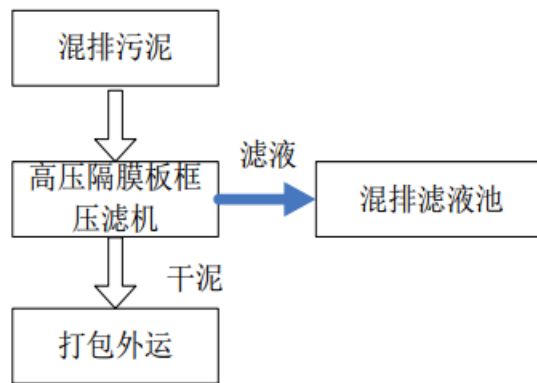 混排污泥
滤液
高压隔膜板框
压滤机
混排滤液池
干泥
打包外运